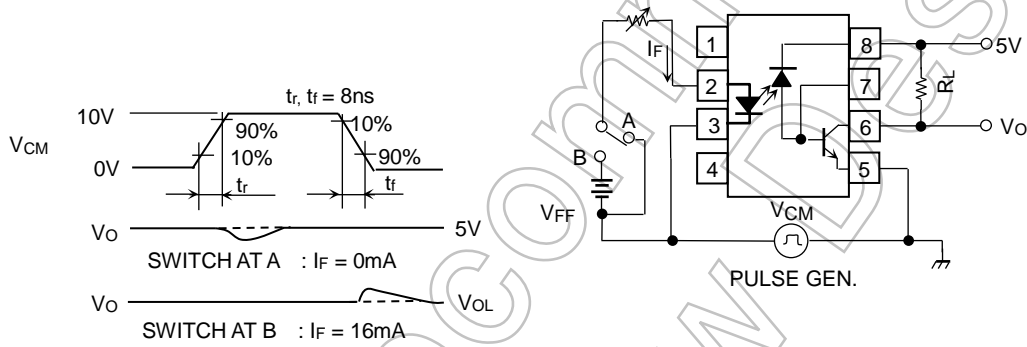 tr, tf = 8ns
10V
VCM
0V
90%
10%
10%
90%
tr
tf
VO
5V
SWITCH AT A : IF = 0mA
VO
VOL
SWITCH AT B : IF = 16mA
IF
A
B
VFF
1
2
3
4
8
7
6
5
5V
RL
VO
VCM
PULSE GEN.